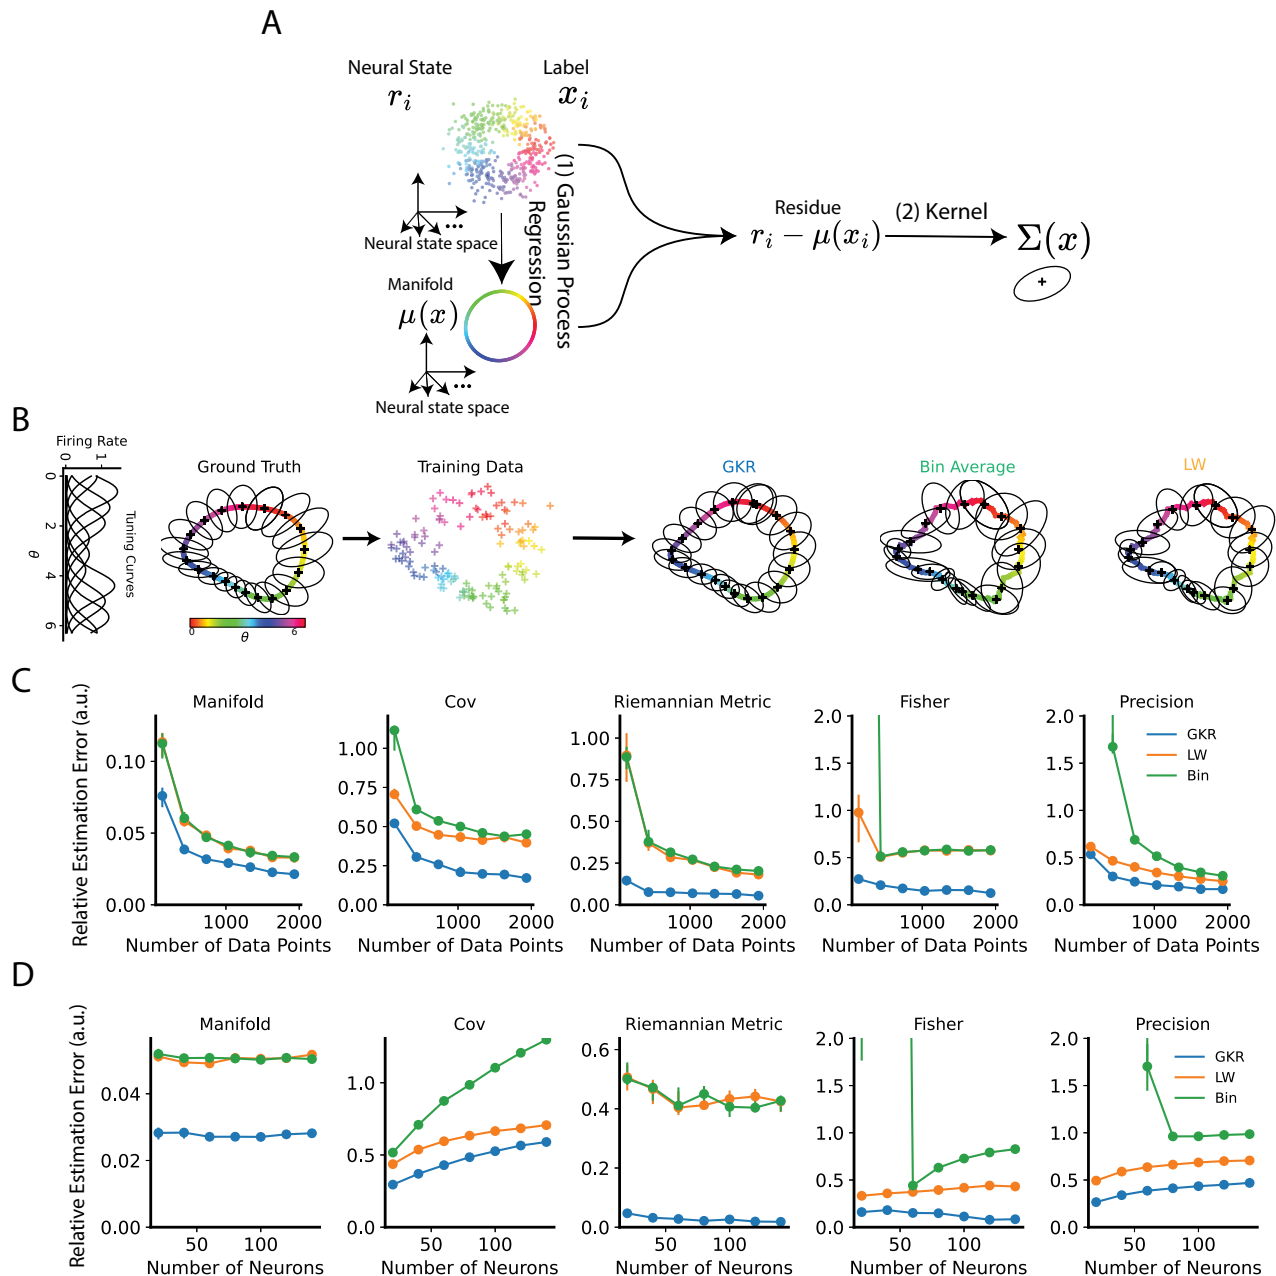 A
Neural State
Label
r_i
x_i
(1) Gaussian Process
Regression
...
Neural state space
Manifold
μ(x)
...
Neural state space
Residue
r_i − μ(x_i)
(2) Kernel
Σ(x)
B
Firing Rate
0 1
0
2
4
6
θ
Tuning Curves
Ground Truth
Training Data
GKR
Bin Average
LW
0 6
θ
C
Relative Estimation Error (a.u.)
Manifold
0.10
0.05
0.00
1000 2000
Number of Data Points
Cov
1.00
0.75
0.50
0.25
0.00
0 1000 2000
Number of Data Points
Riemannian Metric
1.00
0.75
0.50
0.25
0.00
0 1000 2000
Number of Data Points
Fisher
2.0
1.5
1.0
0.5
0.0
0 1000 2000
Number of Data Points
Precision
2.0
1.5
1.0
0.5
0.0
1000 2000
Number of Data Points
GKR
LW
Bin
D
Relative Estimation Error (a.u.)
Manifold
0.04
0.02
0.00
50 100
Number of Neurons
Cov
1.0
0.5
0.0
50 100
Number of Neurons
Riemannian Metric
0.6
0.4
0.2
0.0
50 100
Number of Neurons
Fisher
2.0
1.5
1.0
0.5
0.0
50 100
Number of Neurons
Precision
2.0
1.5
1.0
0.5
0.0
50 100
Number of Neurons
GKR
LW
Bin